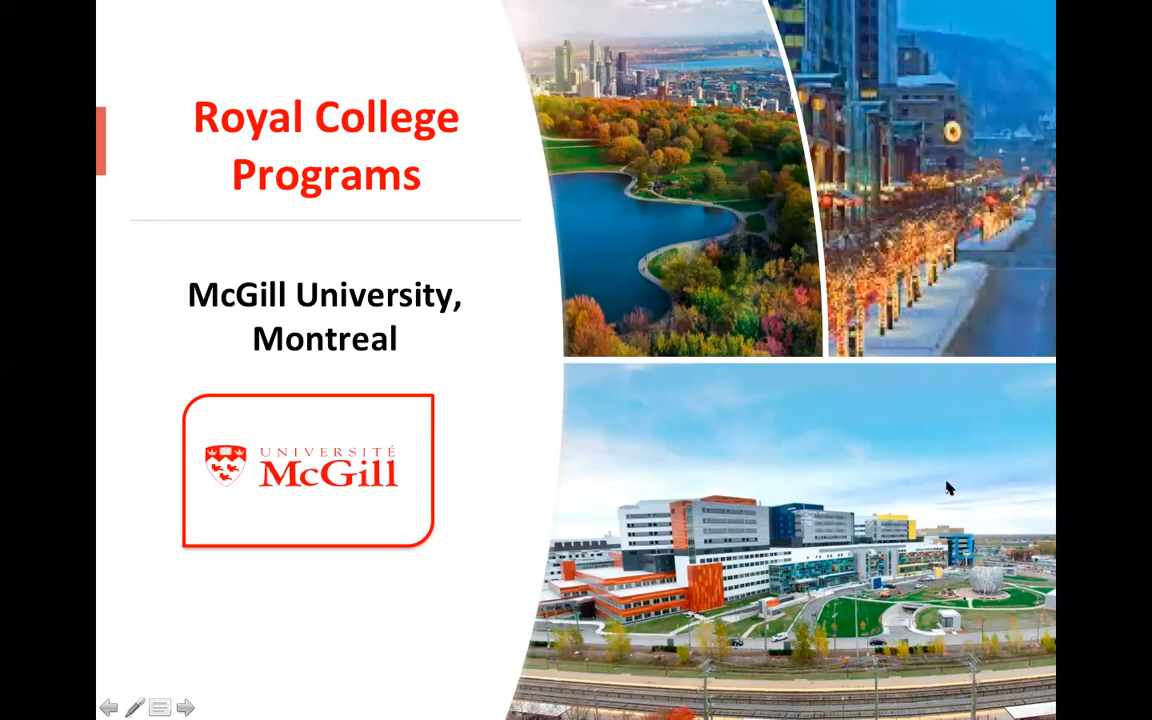 Royal College
Programs
McGill University,
Montreal
UNIVERSITÉ
McGill